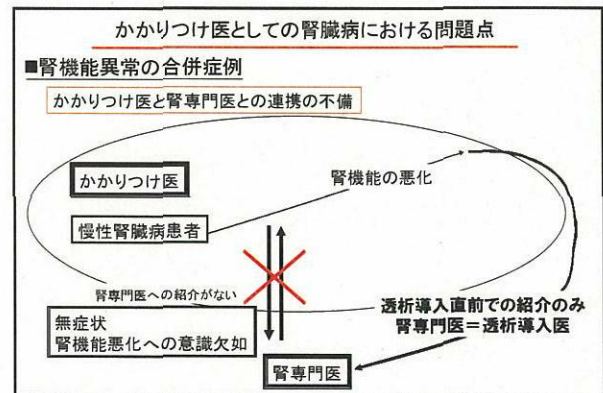 かかりつけ医としての腎臓病における問題点
■腎機能異常の合併症例
かかりつけ医と腎専門医との連携の不備
かかりつけ医
腎機能の悪化
慢性腎臓病患者
腎専門医への紹介がない
無症状
腎機能悪化への意識欠如
透析導入直前での紹介のみ
腎専門医＝透析導入医
腎専門医